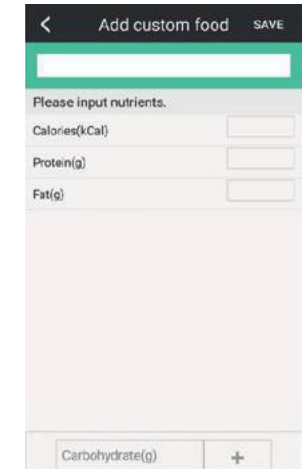 Add custom food SAVE
Please input nutrients.
Calories(kCal)
Protein(g)
Fat(g)
Carbohydrate(g) +